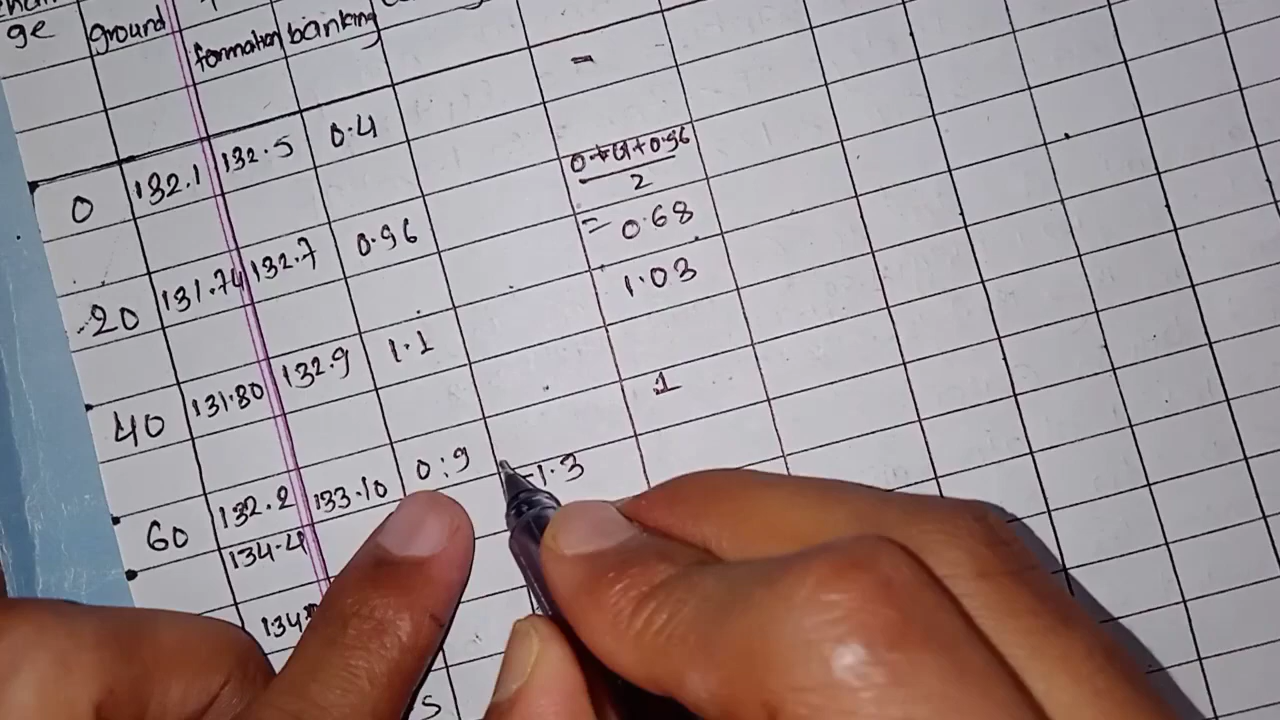 ge ground formation banking
-
0 132.1 132.5 0.4
0.4+0.96
2
= 0.68
20 131.74 132.7 0.96
1.03
40 131.80 132.9 1.1
1
60 132.2 133.10 0.9 -1.3
134.4
134